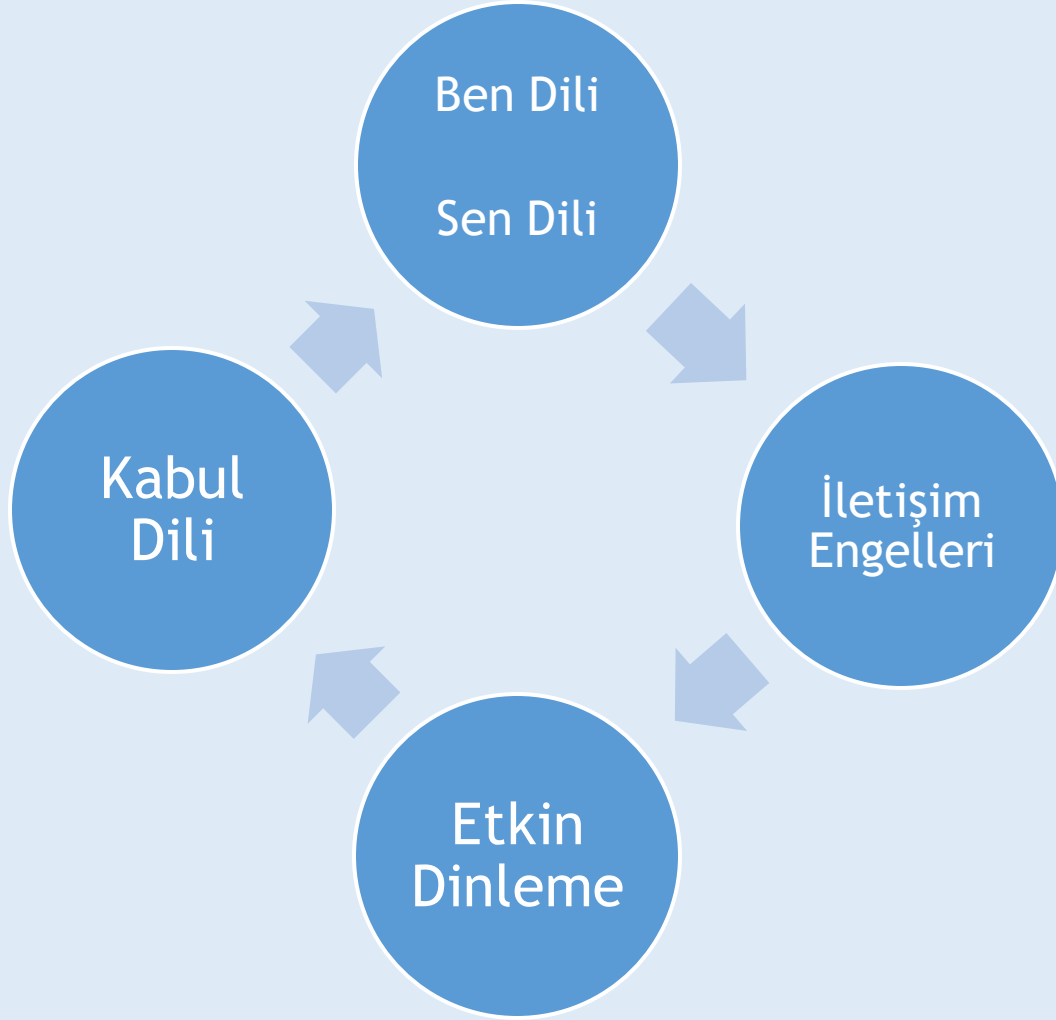 Ben Dili
Sen Dili
İletişim
Engelleri
Etkin
Dinleme
Kabul
Dili